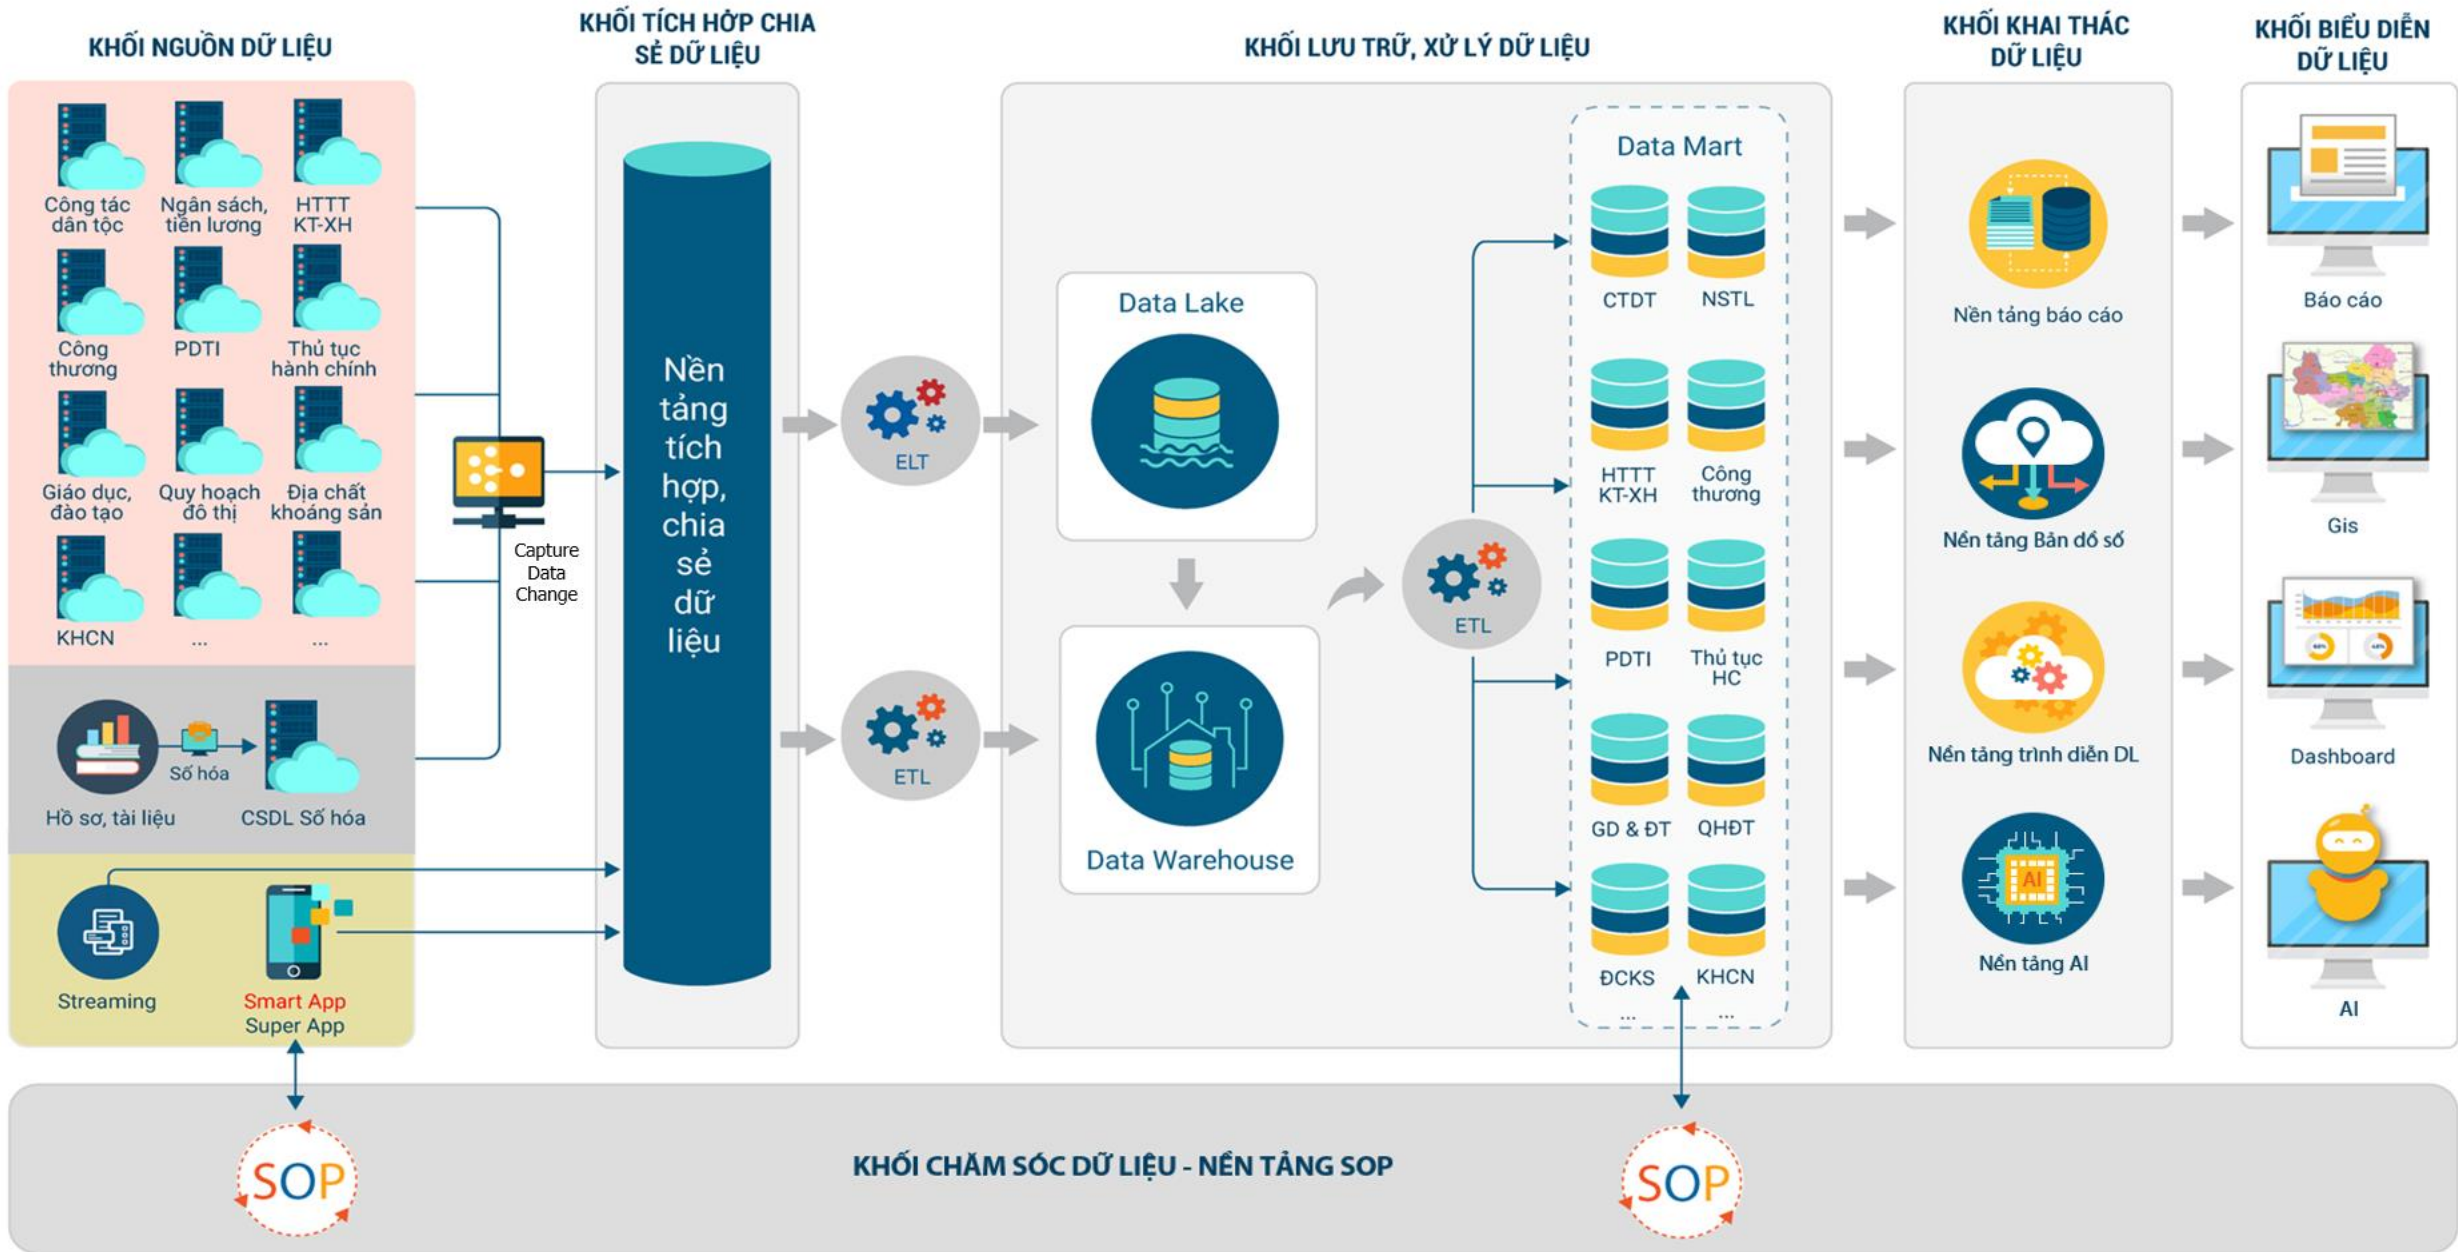 KHỐI NGUỒN DỮ LIỆU
Công tác
dân tộc
Ngân sách,
tiền lương
HTTT
KT-XH
Công
thương
PDTI
Thủ tục
hành chính
Giáo dục,
đào tạo
Quy hoạch
đô thị
Địa chất
khoáng sản
KHCN
...
...
Số hóa
Hồ sơ, tài liệu
CSDL Số hóa
Streaming
Smart App
Super App
Capture
Data
Change
KHỐI TÍCH HỞP CHIA
SẺ DỮ LIỆU
Nền
tảng
tích
hợp,
chia
sẻ
dữ
liệu
ELT
ETL
KHỐI LƯU TRỮ, XỬ LÝ DỮ LIỆU
Data Lake
Data Warehouse
ETL
Data Mart
CTDT
NSTL
HTTT
KT-XH
Công
thương
PDTI
Thủ tục
HC
GD & ĐT
QHĐT
ĐCKS
KHCN
...
...
KHỐI KHAI THÁC
DỮ LIỆU
Nền tảng báo cáo
Nền tảng Bản dồ số
Nền tảng trình diễn DL
AI
Nền tảng AI
KHỐI BIỂU DIỄN
DỮ LIỆU
Báo cáo
Gis
Dashboard
AI
SOP
KHỐI CHĂM SÓC DỮ LIỆU - NỀN TẢNG SOP
SOP